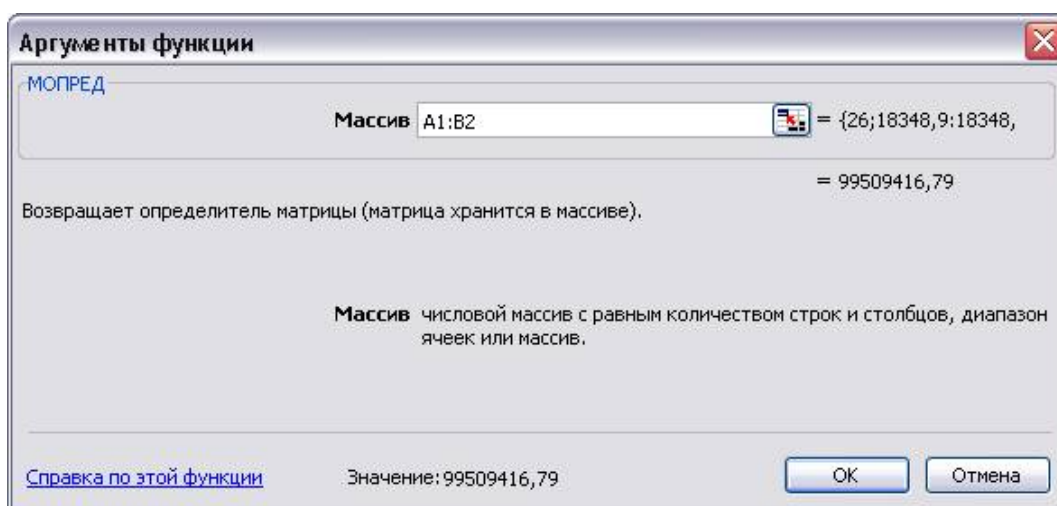 Аргументы функции
МОПРЕД
Массив A1:B2 = {26;18348,9:18348,
= 99509416,79
Возвращает определитель матрицы (матрица хранится в массиве).
Массив числовой массив с равным количеством строк и столбцов, диапазон
ячеек или массив.
Справка по этой функции Значение: 99509416,79 OK Отмена